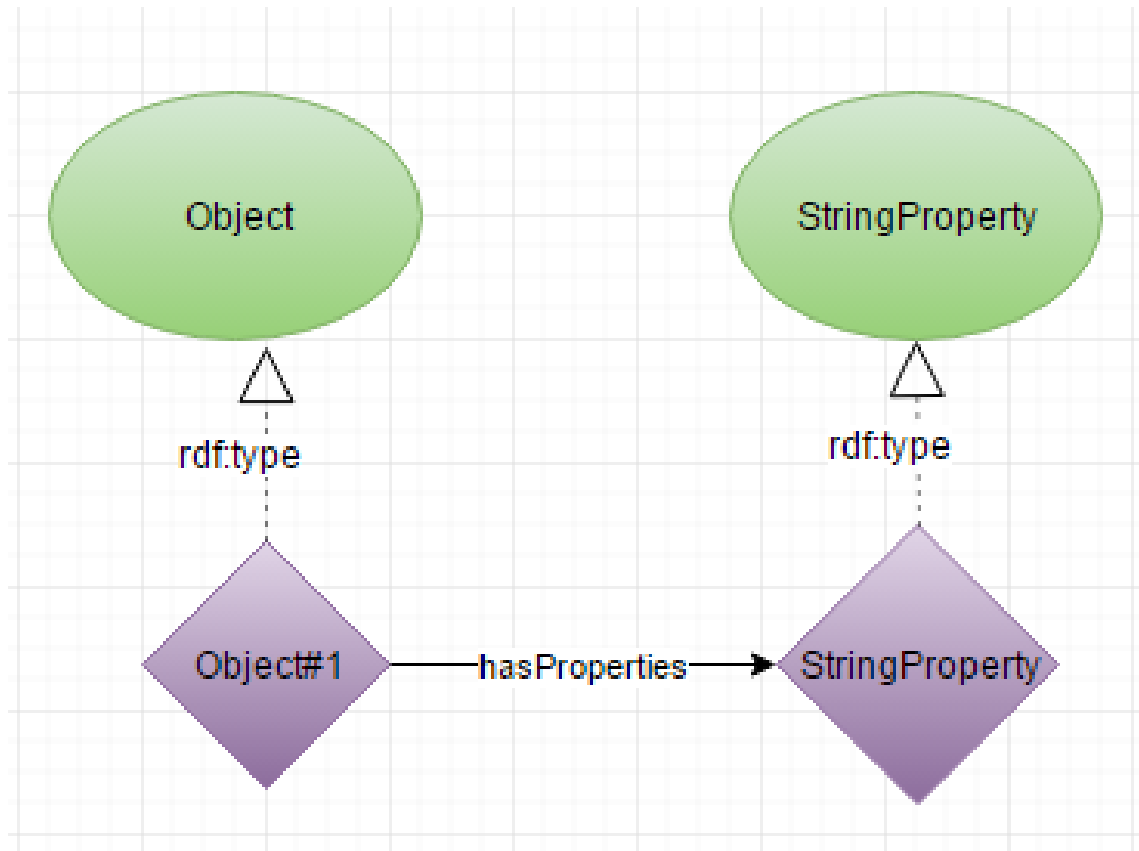 Object
StringProperty
rdf:type
rdf:type
Object#1
hasProperties
StringProperty